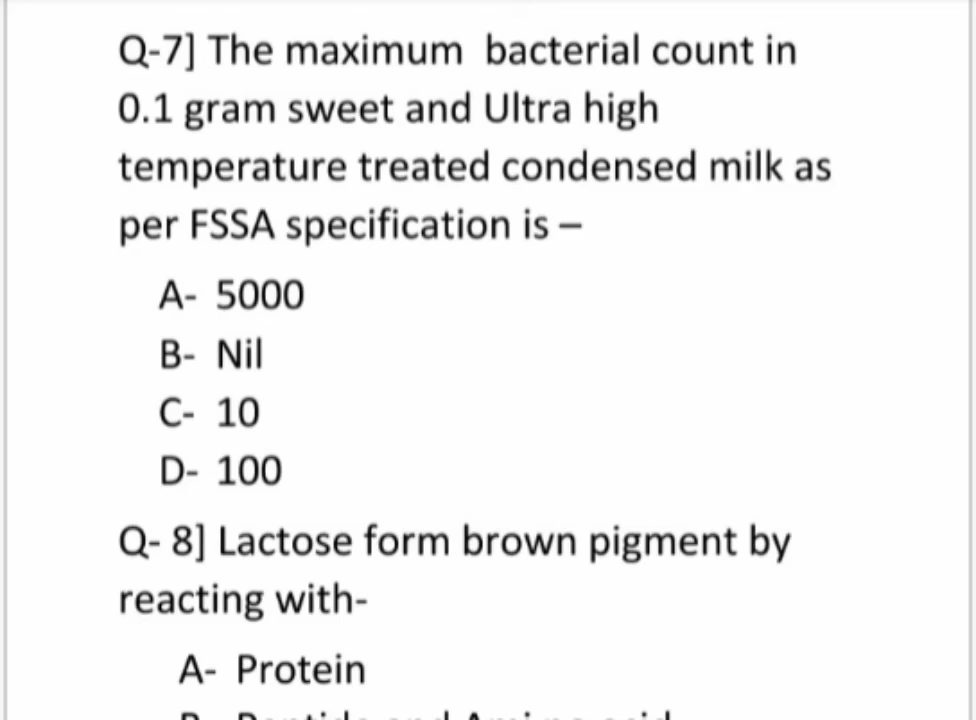 Q-7] The maximum bacterial count in
0.1 gram sweet and Ultra high
temperature treated condensed milk as
per FSSA specification is –
A- 5000
B- Nil
C- 10
D- 100
Q- 8] Lactose form brown pigment by
reacting with-
A- Protein